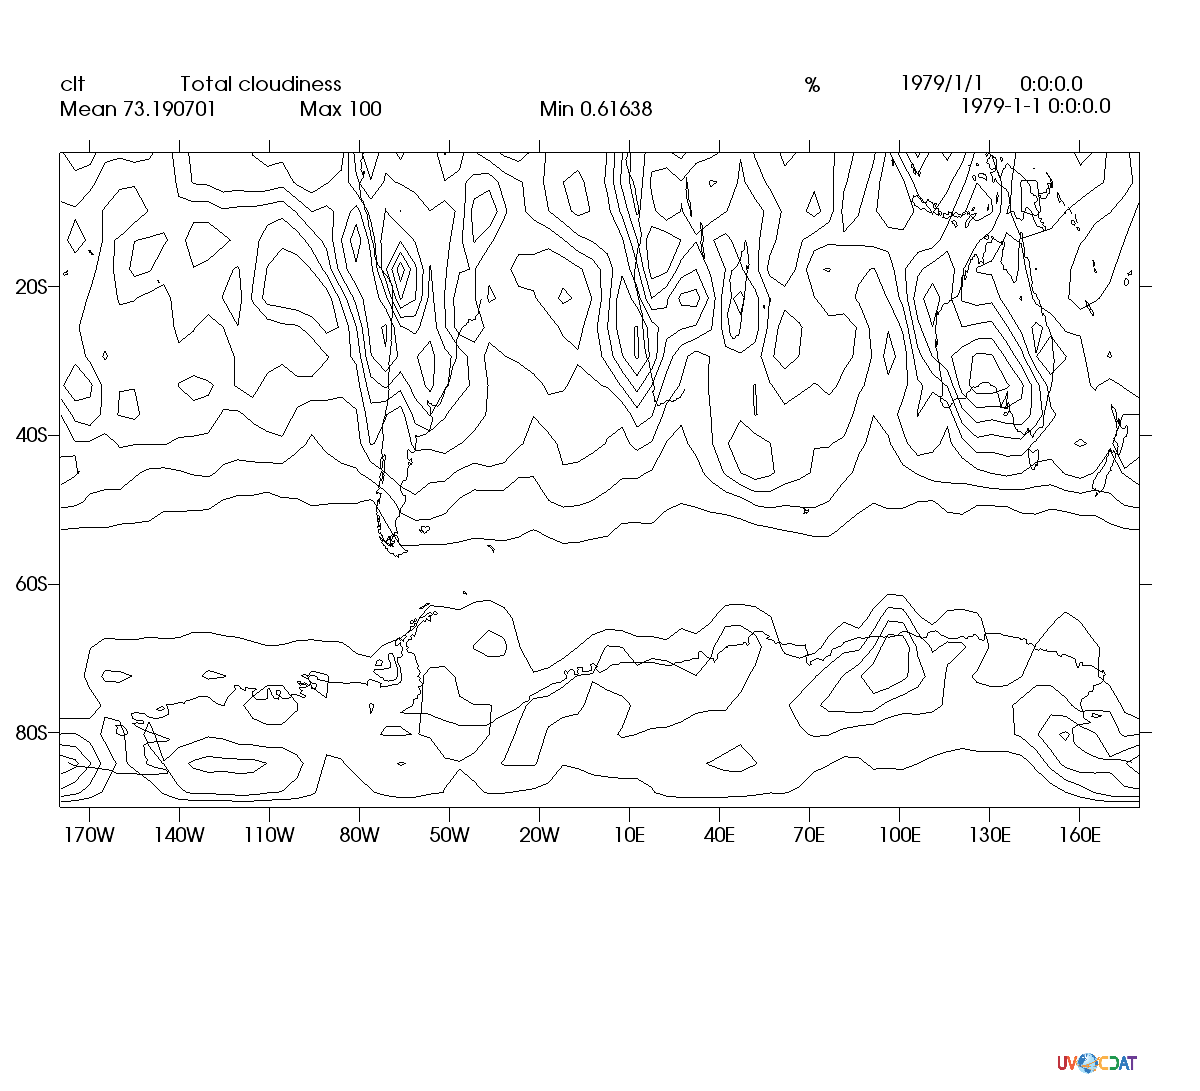 clt Total cloudiness % 1979/1/1 0:0:0.0
Mean 73.190701 Max 100 Min 0.61638 1979-1-1 0:0:0.0
20S
40S
60S
80S
170W 140W 110W 80W 50W 20W 10E 40E 70E 100E 130E 160E
UV CDAT